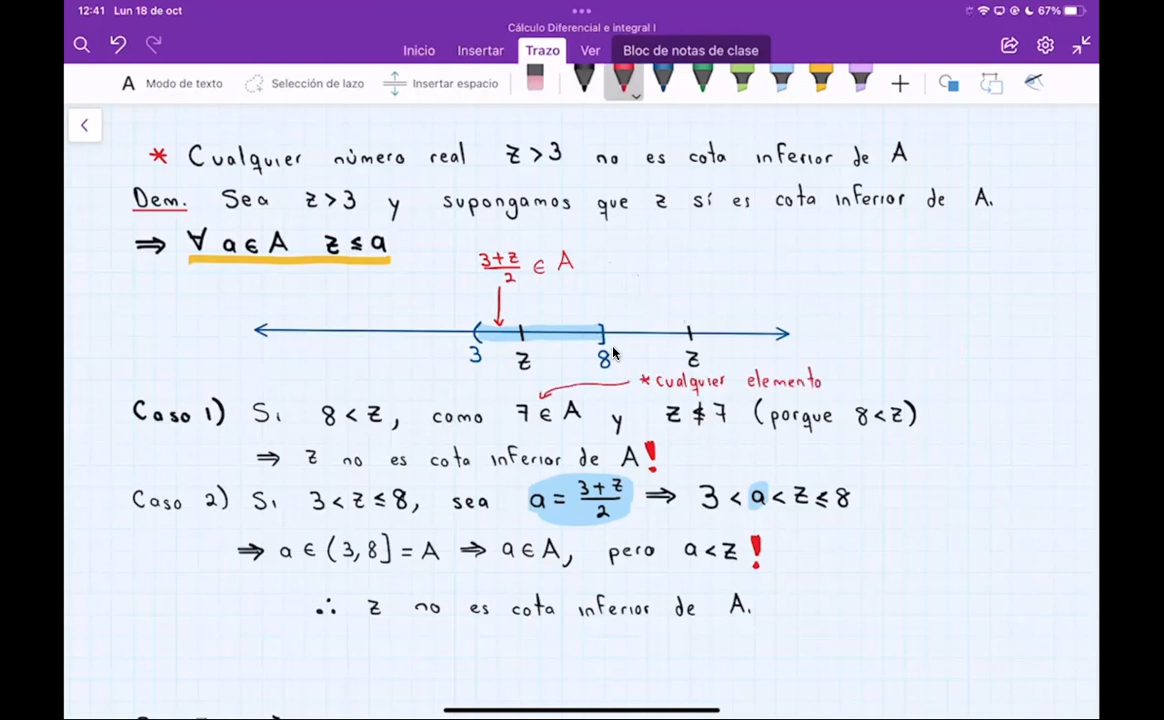 12:41 Lun 18 de oct 67%
Cálculo Diferencial e integral I
Inicio Insertar Trazo Ver Bloc de notas de clase
A Modo de texto Selección de lazo Insertar espacio
* Cualquier número real z > 3 no es cota inferior de A
Dem. Sea z > 3 y supongamos que z sí es cota inferior de A.
⇒ ∀ a ∈ A z ≤ a
(3+z)/2 ∈ A
( ]
3 z 8 z
* cualquier elemento
Caso 1) Si 8 < z, como 7 ∈ A y z ≰ 7 (porque 8 < z)
⇒ z no es cota inferior de A !
Caso 2) Si 3 < z ≤ 8, sea a = (3+z)/2 ⇒ 3 < a < z ≤ 8
⇒ a ∈ (3, 8] = A ⇒ a ∈ A, pero a < z !
∴ z no es cota inferior de A.